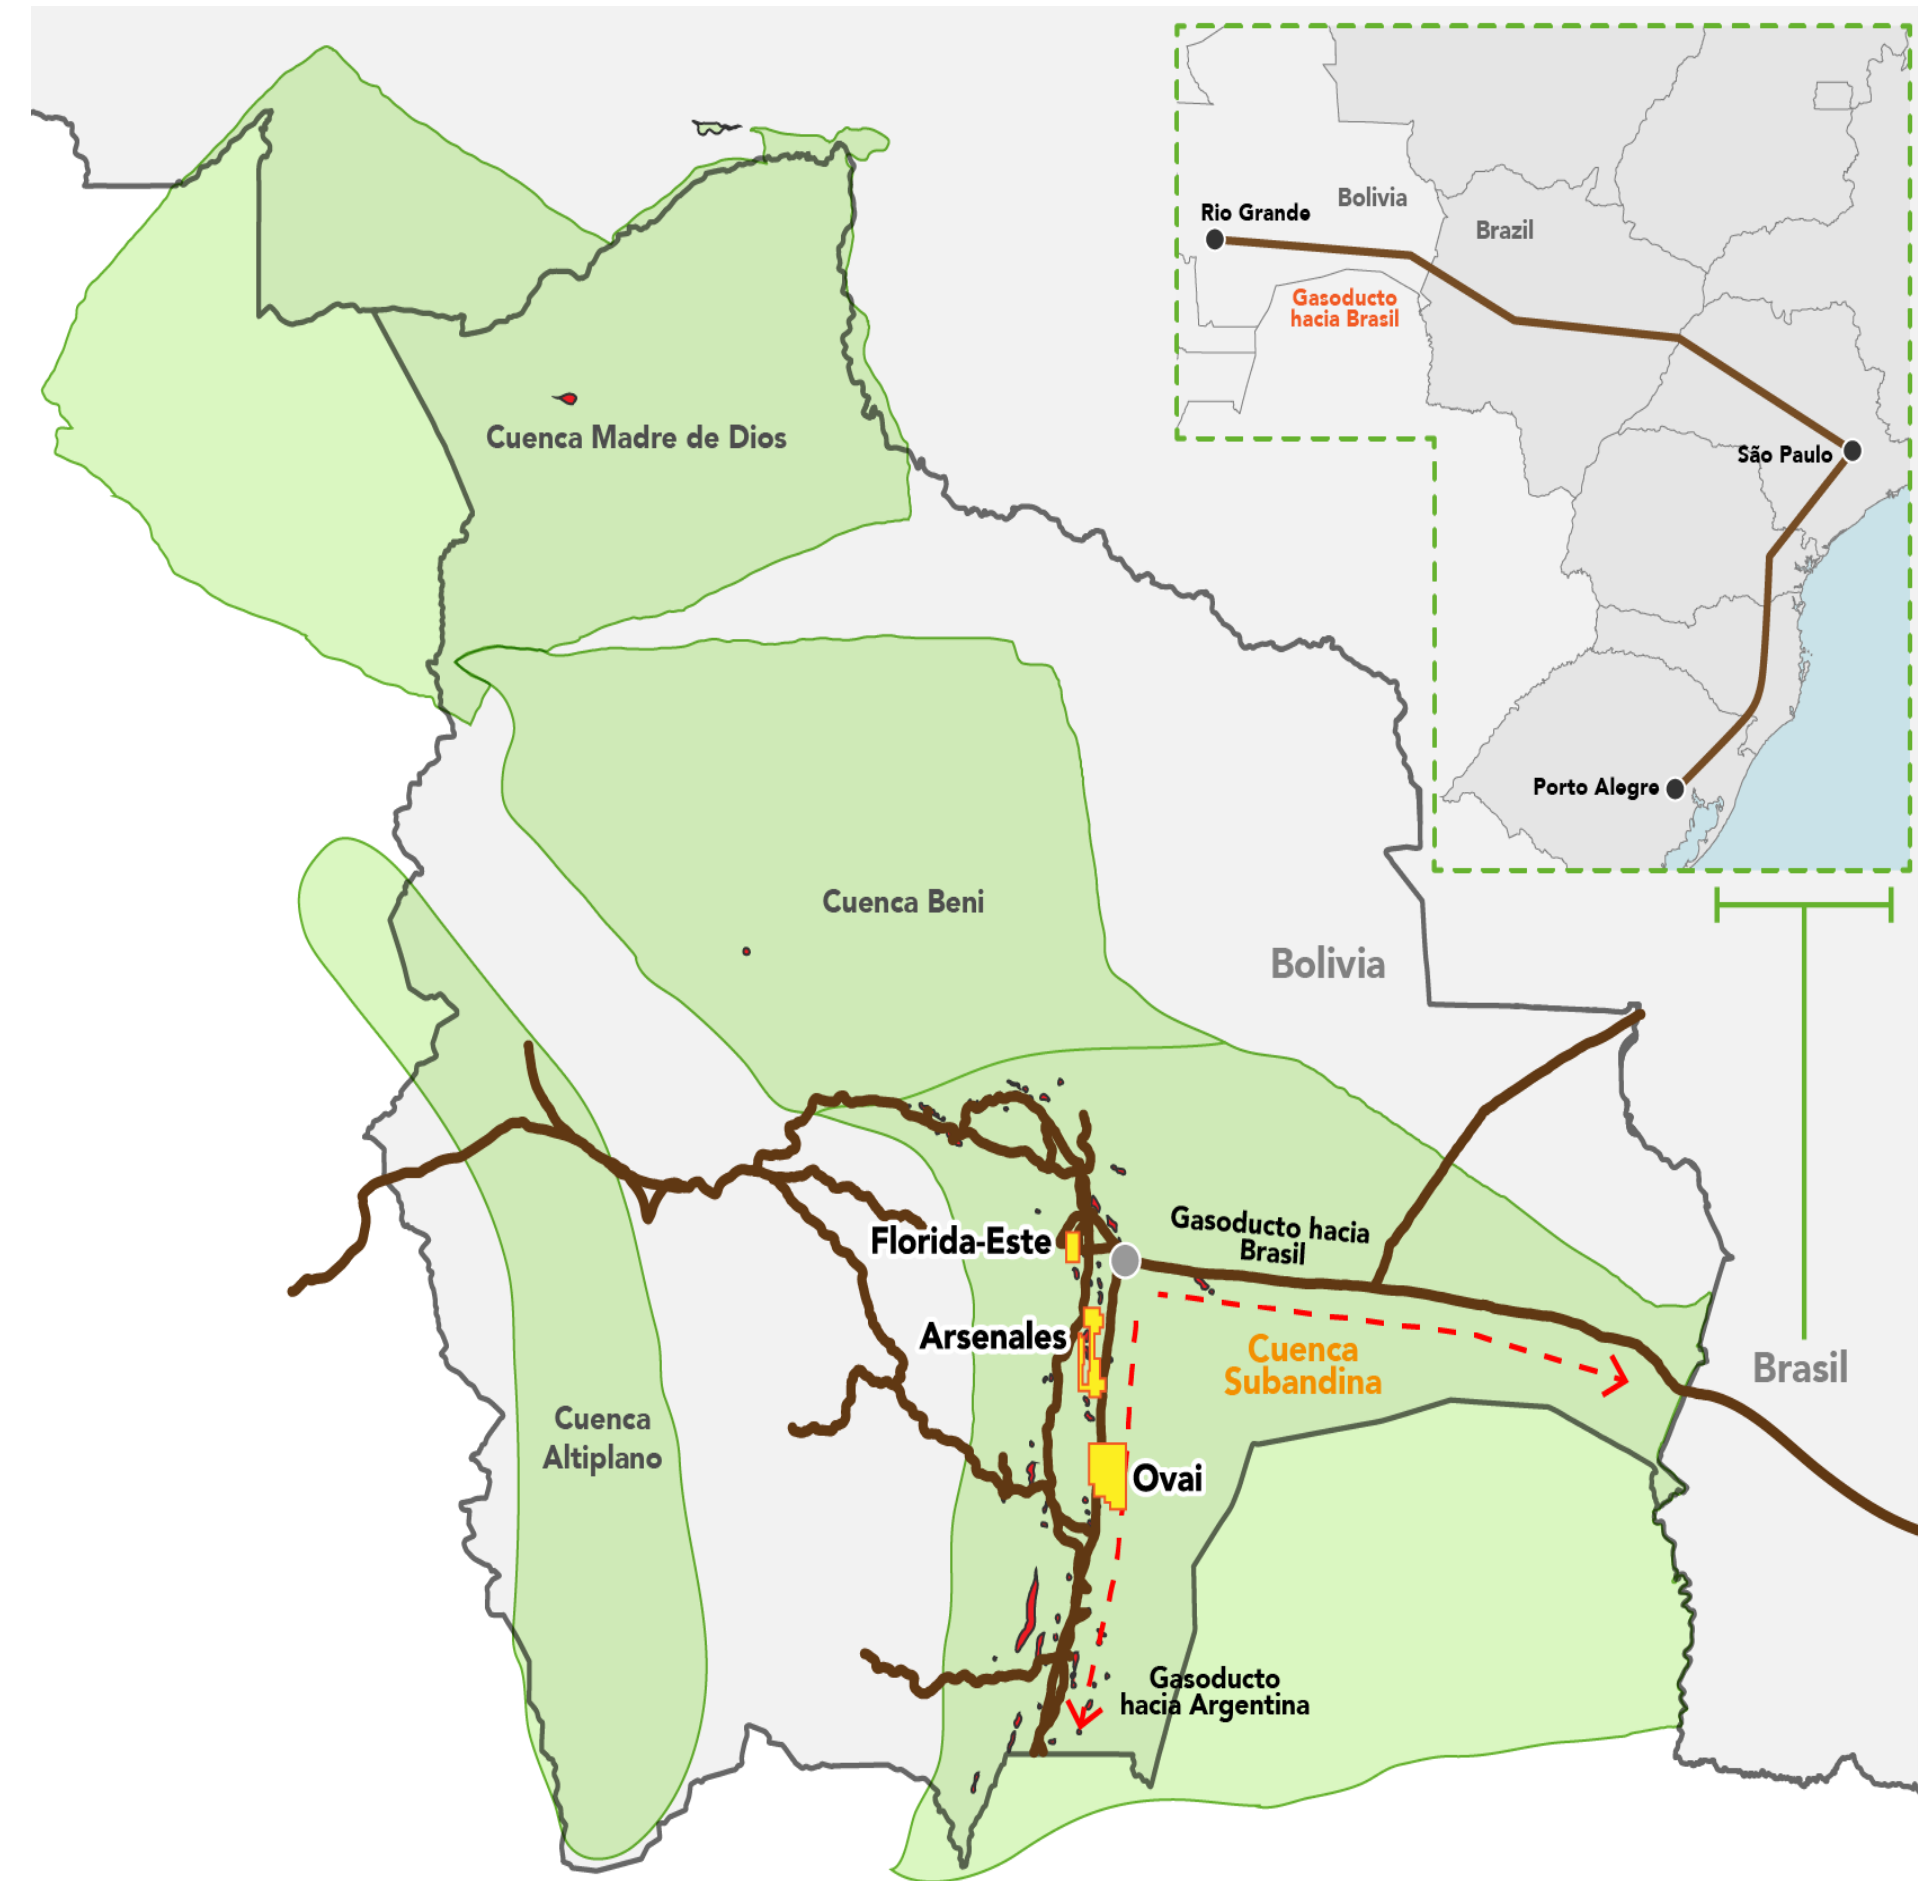 Rio Grande
Bolivia
Brazil
Gasoducto
hacia Brasil
São Paulo
Porto Alegre
Cuenca Madre de Dios
Cuenca Beni
Bolivia
Gasoducto hacia
Brasil
Florida-Este
Arsenales
Cuenca
Subandina
Brasil
Cuenca
Altiplano
Ovai
Gasoducto
hacia Argentina